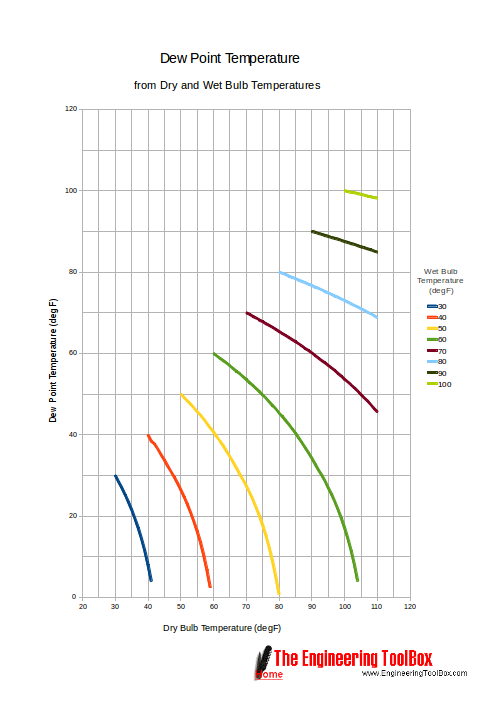 Dew Point Temperature
from Dry and Wet Bulb Temperatures
120
100
80
60
40
20
0
Dew Point Temperature (degF)
20 30 40 50 60 70 80 90 100 110 120
Dry Bulb Temperature (degF)
Wet Bulb
Temperature
(degF)
30
40
50
60
70
80
90
100
The Engineering ToolBox
Home
www.EngineeringToolBox.com